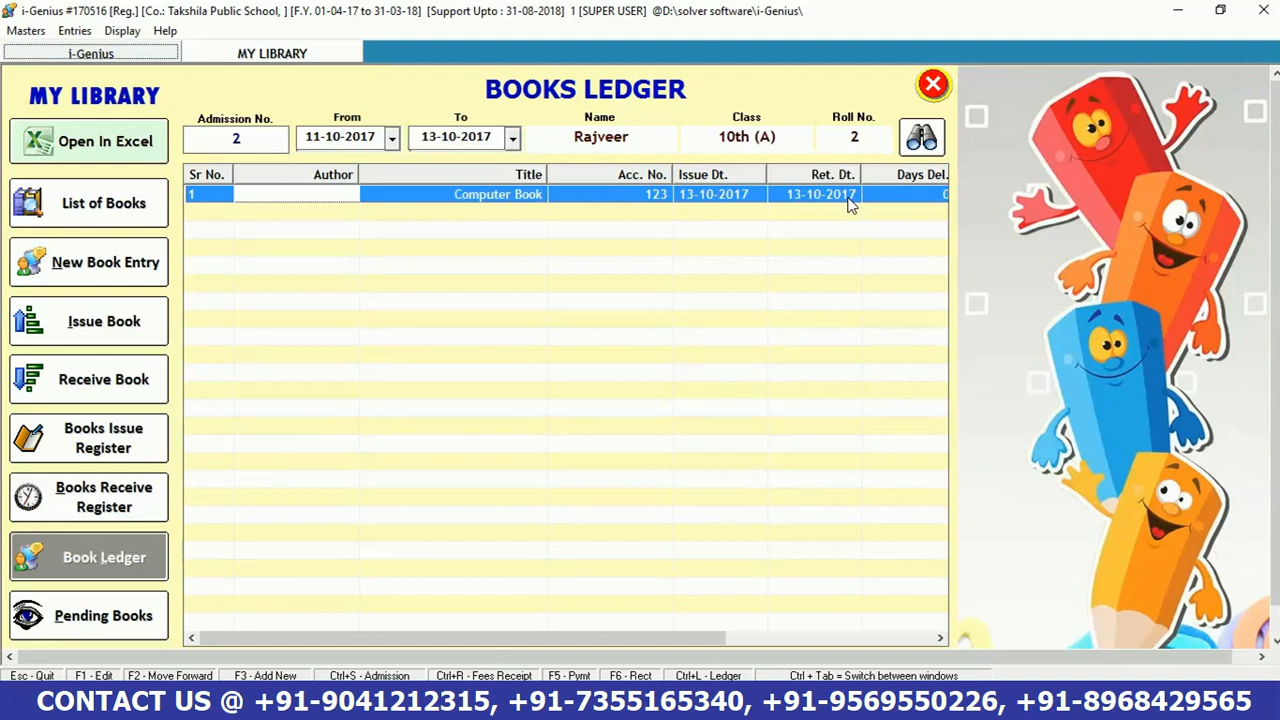 i-Genius #170516 [Reg.] [Co.: Takshila Public School, ] [F.Y. 01-04-17 to 31-03-18] [Support Upto : 31-08-2018] 1 [SUPER USER] @D:\solver software\i-Genius\
Masters Entries Display Help
i-Genius MY LIBRARY
MY LIBRARY
BOOKS LEDGER
Admission No. From To Name Class Roll No.
2 11-10-2017 13-10-2017 Rajveer 10th (A) 2
Open In Excel
List of Books
New Book Entry
Issue Book
Receive Book
Books Issue
Register
Books Receive
Register
Book Ledger
Pending Books
Sr No. Author Title Acc. No. Issue Dt. Ret. Dt. Days Del.
1 Computer Book 123 13-10-2017 13-10-2017 0
Esc - Quit F1 - Edit F2 - Move Forward F3 - Add New Ctrl+S - Admission Ctrl+R - Fees Receipt F5 - Pymt F6 - Rect Ctrl+L - Ledger Ctrl + Tab = Switch between windows
CONTACT US @ +91-9041212315, +91-7355165340, +91-9569550226, +91-8968429565